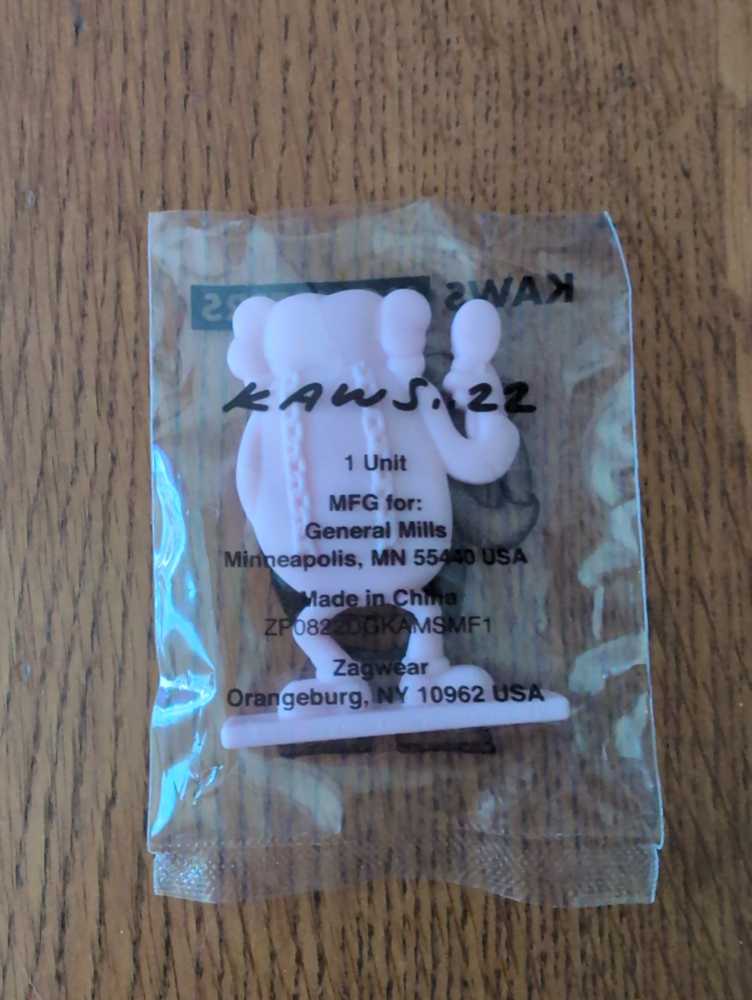 KAWS
KAWS..22
1 Unit
MFG for:
General Mills
Minneapolis, MN 55440 USA
Made in China
ZP0822DGKAMSMF1
Zagwear
Orangeburg, NY 10962 USA